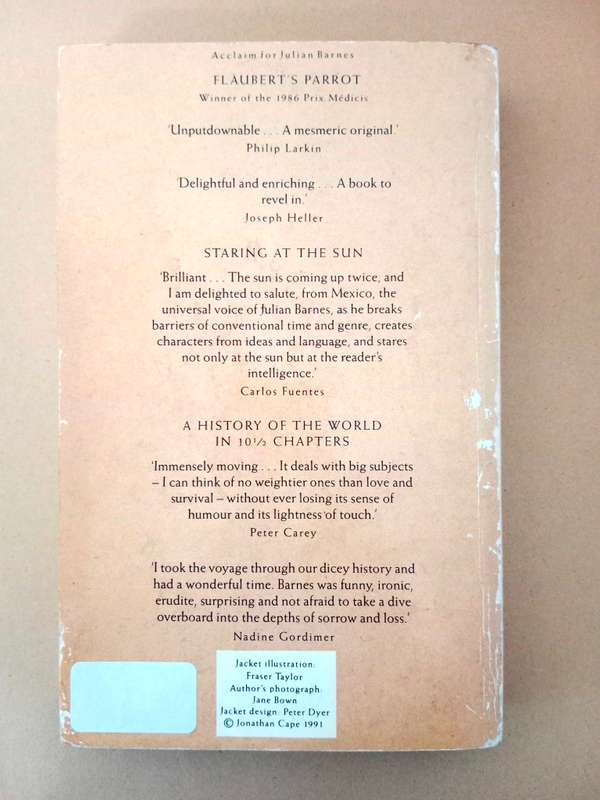 Acclaim for Julian Barnes
FLAUBERT'S PARROT
Winner of the 1986 Prix Médicis
'Unputdownable . . . A mesmeric original.'
Philip Larkin
'Delightful and enriching . . . A book to
revel in.'
Joseph Heller
STARING AT THE SUN
'Brilliant . . . The sun is coming up twice, and
I am delighted to salute, from Mexico, the
universal voice of Julian Barnes, as he breaks
barriers of conventional time and genre, creates
characters from ideas and language, and stares
not only at the sun but at the reader's
intelligence.'
Carlos Fuentes
A HISTORY OF THE WORLD
IN 10½ CHAPTERS
'Immensely moving . . . It deals with big subjects
– I can think of no weightier ones than love and
survival – without ever losing its sense of
humour and its lightness of touch.'
Peter Carey
'I took the voyage through our dicey history and
had a wonderful time. Barnes was funny, ironic,
erudite, surprising and not afraid to take a dive
overboard into the depths of sorrow and loss.'
Nadine Gordimer
Jacket illustration:
Fraser Taylor
Author's photograph:
Jane Bown
Jacket design: Peter Dyer
© Jonathan Cape 1991